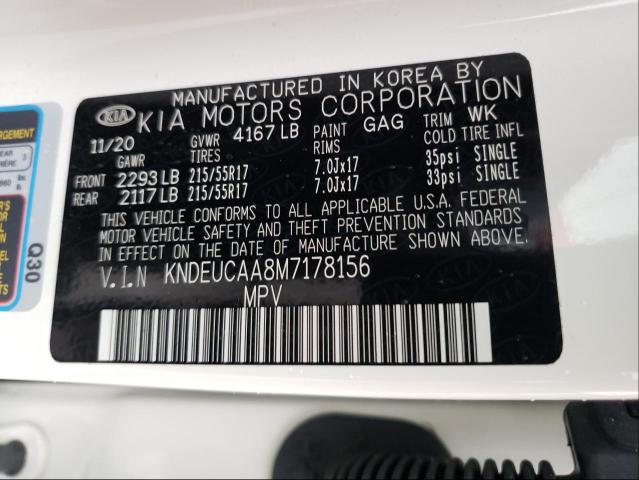 MANUFACTURED IN KOREA BY
KIA KIA MOTORS CORPORATION
11/20 GVWR 4167 LB PAINT GAG TRIM WK
GAWR TIRES RIMS COLD TIRE INFL
FRONT 2293 LB 215/55R17 7.0Jx17 35psi SINGLE
REAR 2117 LB 215/55R17 7.0Jx17 33psi SINGLE
THIS VEHICLE CONFORMS TO ALL APPLICABLE U.S.A. FEDERAL
MOTOR VEHICLE SAFETY AND THEFT PREVENTION STANDARDS
IN EFFECT ON THE DATE OF MANUFACTURE SHOWN ABOVE.
V.I.N KNDEUCAA8M7178156
MPV
Q30